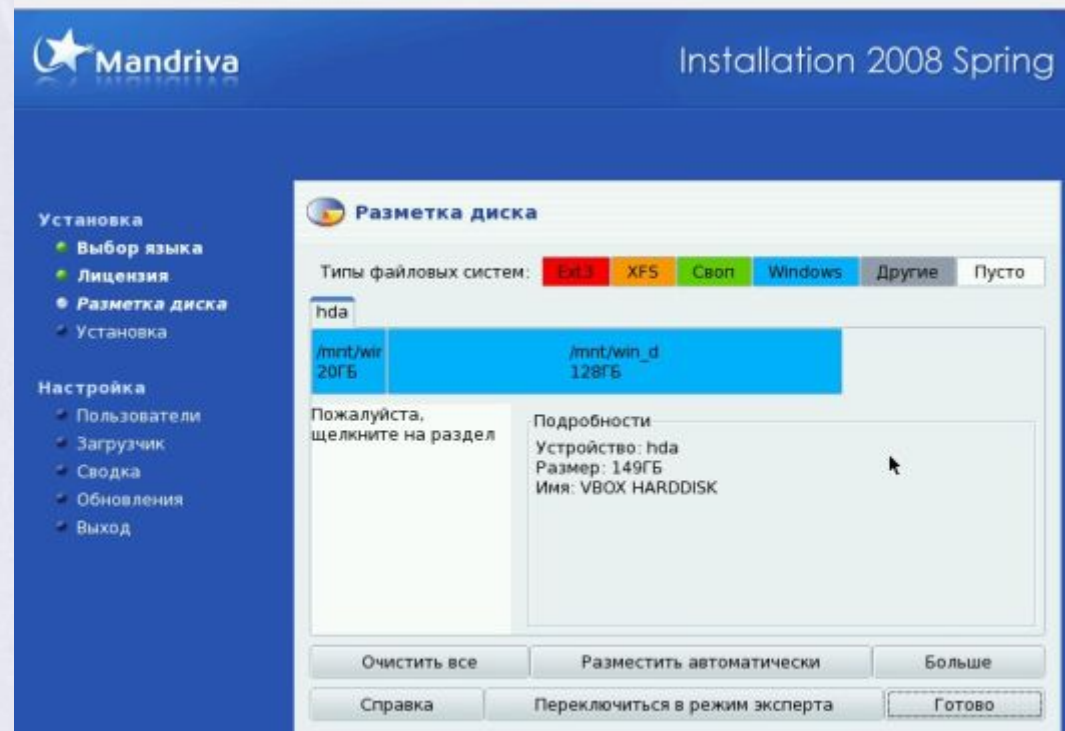 Mandriva
Installation 2008 Spring
Установка
Выбор языка
Лицензия
Разметка диска
Установка
Настройка
Пользователи
Загрузчик
Сводка
Обновления
Выход
Разметка диска
Типы файловых систем: Ext3 XFS Своп Windows Другие Пусто
hda
/mnt/wir /mnt/win_d
20ГБ 128ГБ
Пожалуйста,
щелкните на раздел
Подробности
Устройство: hda
Размер: 149ГБ
Имя: VBOX HARDDISK
Очистить все Разместить автоматически Больше
Справка Переключиться в режим эксперта Готово